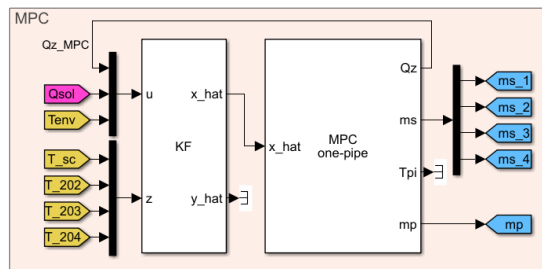 MPC
Qz_MPC
Qsol
Tenv
T_sc
T_202
T_203
T_204
u
z
x_hat
KF
y_hat
x_hat
MPC
one-pipe
Qz
ms
Tpi
mp
ms_1
ms_2
ms_3
ms_4
mp